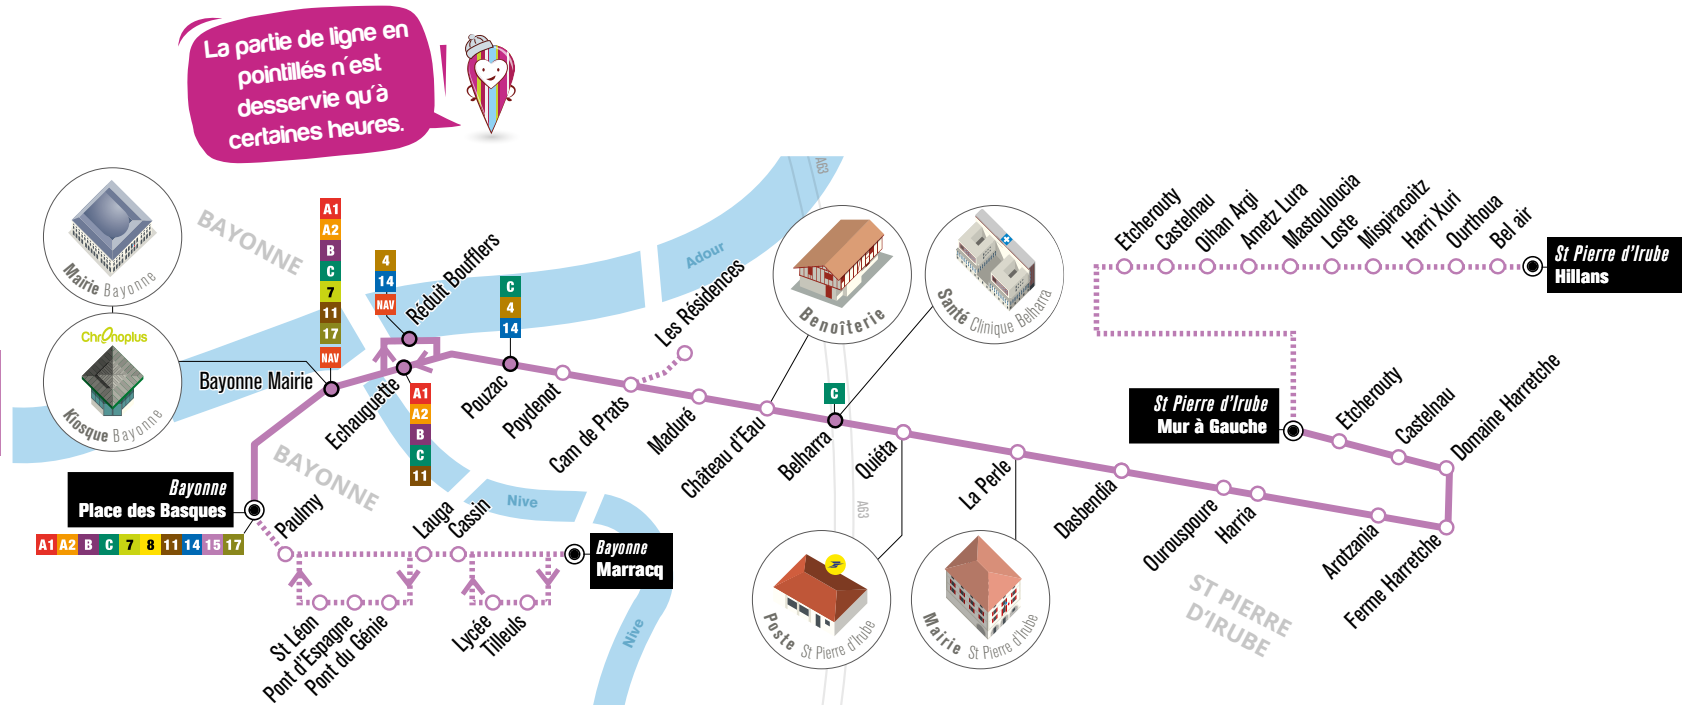 La partie de ligne en
pointillés n'est
desservie qu'à
certaines heures.
Mairie Bayonne
Chronoplus
Kiosque Bayonne
BAYONNE
A1
A2
B
C
7
11
17
NAV
Bayonne Mairie
4
14
NAV
Réduit Boufflers
Echauguette
A1
A2
B
C
11
C
4
14
Pouzac
Poydenot
Cam de Prats
Les Résidences
Maduré
Château d'Eau
Adour
A63
Benoîterie
Santé Clinique Belharra
C
Belharra
Quiéta
A63
La Perle
Dasbendia
Ourouspoure
Harria
Arotzania
Ferme Harretche
Domaine Harretche
Castelnau
Etcherouty
St Pierre d'Irube
Mur à Gauche
Etcherouty
Castelnau
Oihan Argi
Ametz Lura
Mastouloucia
Loste
Mispiracoitz
Harri Xuri
Ourthoua
Bel air
St Pierre d'Irube
Hillans
BAYONNE
Bayonne
Place des Basques
A1 A2 B C 7 8 11 14 15 17
Paulmy
St Léon
Pont d'Espagne
Pont du Génie
Lauga
Cassin
Lycée
Tilleuls
Bayonne
Marracq
Nive
Nive
Poste St Pierre d'Irube
Mairie St Pierre d'Irube
ST PIERRE
D'IRUBE